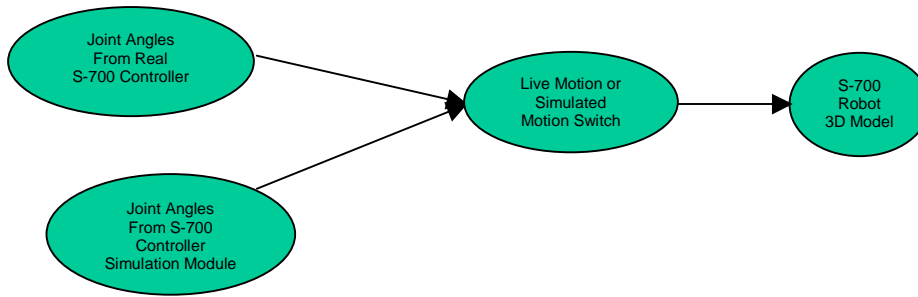 Joint Angles
From Real
S-700 Controller
Live Motion or
Simulated
Motion Switch
S-700
Robot
3D Model
Joint Angles
From S-700
Controller
Simulation Module